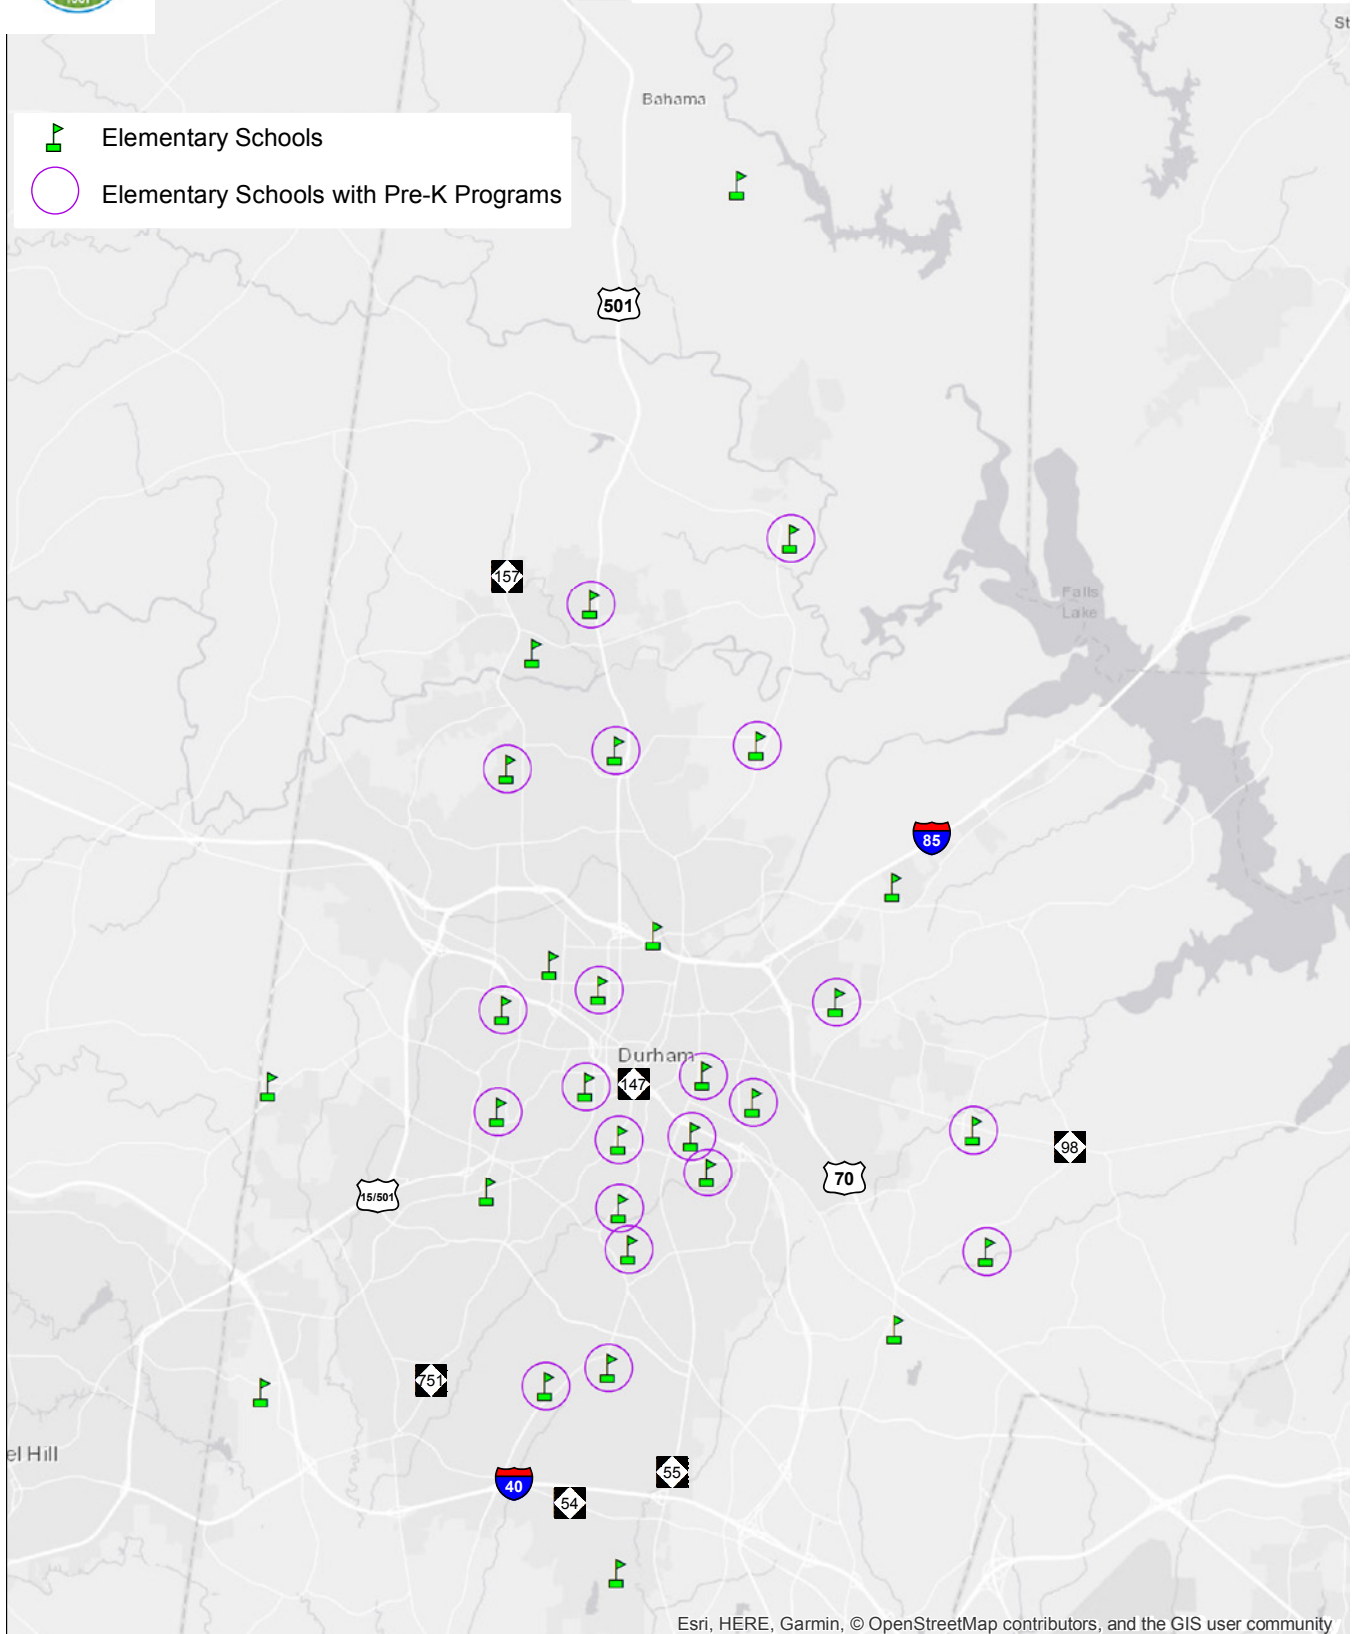 St
Bahama
Elementary Schools
Elementary Schools with Pre-K Programs
501
157
Falls
Lake
85
Durham
147
98
70
15/501
751
el Hill
55
40
54
Esri, HERE, Garmin, © OpenStreetMap contributors, and the GIS user community